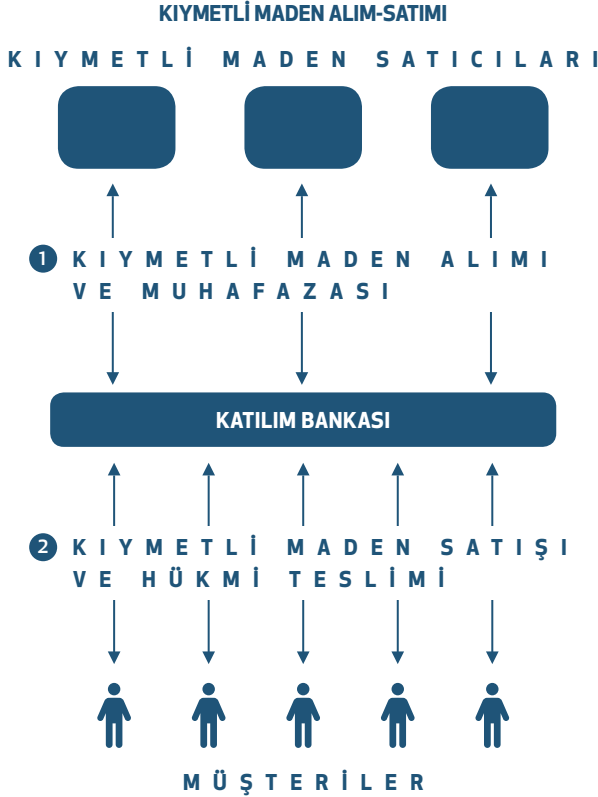 KIYMETLİ MADEN ALIM-SATIMI
KIYMETLİ MADEN SATICILARI
1 KIYMETLİ MADEN ALIMI
VE MUHAFAZASI
KATILIM BANKASI
2 KIYMETLİ MADEN SATIŞI
VE HÜKMİ TESLİMİ
MÜŞTERİLER